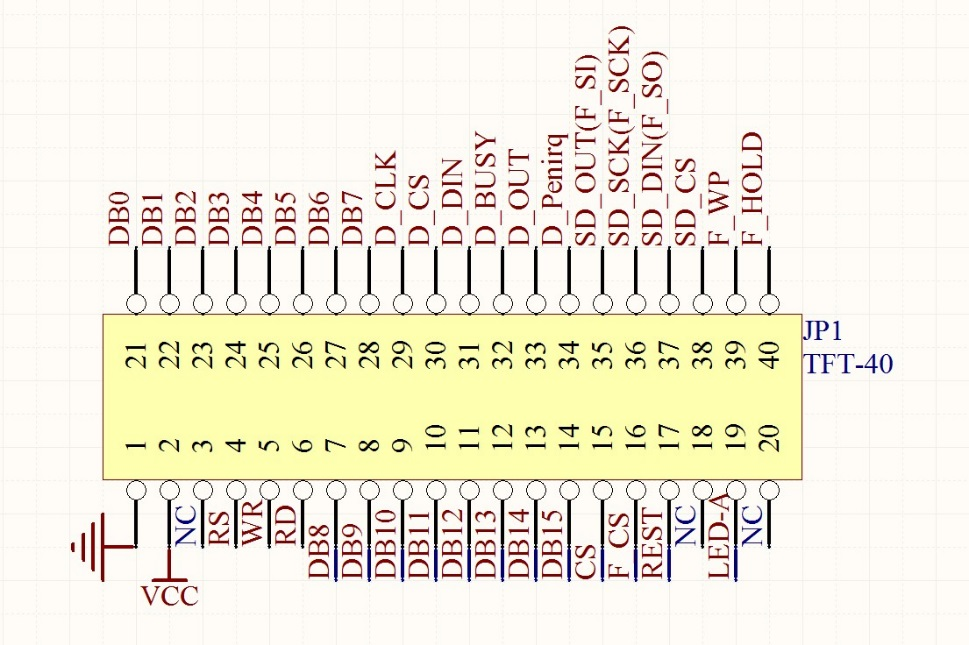 DB0
DB1
DB2
DB3
DB4
DB5
DB6
DB7
D_CLK
D_CS
D_DIN
D_BUSY
D_OUT
D_Penirq
SD_OUT(F_SI)
SD_SCK(F_SCK)
SD_DIN(F_SO)
SD_CS
F_WP
F_HOLD
21
22
23
24
25
26
27
28
29
30
31
32
33
34
35
36
37
38
39
40
JP1
TFT-40
1
2
3
4
5
6
7
8
9
10
11
12
13
14
15
16
17
18
19
20
VCC
NC
RS
WR
RD
DB8
DB9
DB10
DB11
DB12
DB13
DB14
DB15
CS
F_CS
REST
NC
LED-A
NC